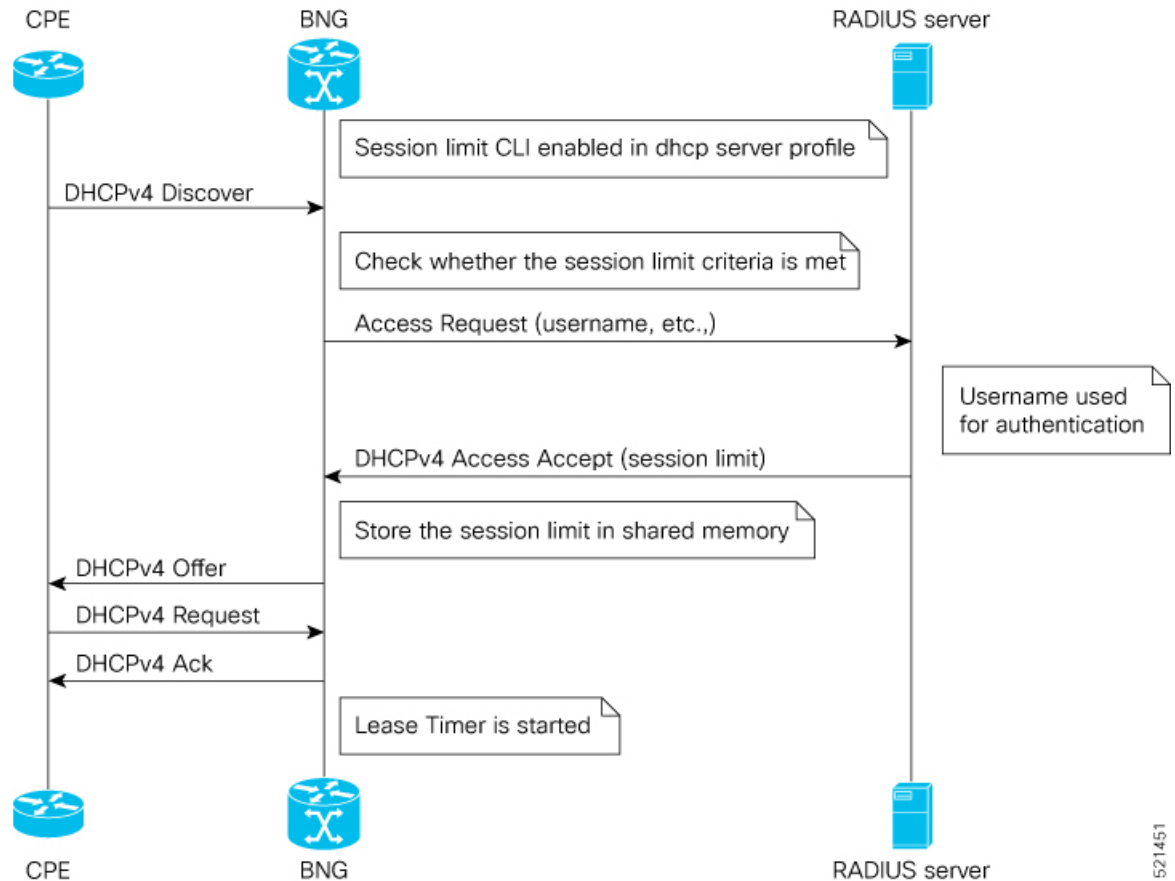 CPE
BNG
RADIUS server
Session limit CLI enabled in dhcp server profile
DHCPv4 Discover
Check whether the session limit criteria is met
Access Request (username, etc.,)
Username used
for authentication
DHCPv4 Access Accept (session limit)
Store the session limit in shared memory
DHCPv4 Offer
DHCPv4 Request
DHCPv4 Ack
Lease Timer is started
CPE
BNG
RADIUS server
521451